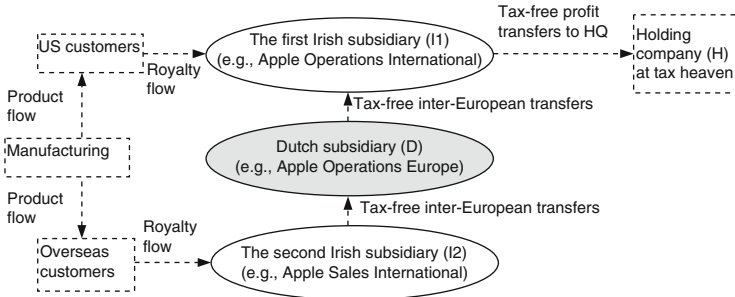 Tax-free profit
transfers to HQ
US customers
Royalty
flow
The first Irish subsidiary (I1)
(e.g., Apple Operations International)
Holding
company (H)
at tax heaven
Product
flow
Tax-free inter-European transfers
Manufacturing
Dutch subsidiary (D)
(e.g., Apple Operations Europe)
Product
flow
Tax-free inter-European transfers
Royalty
flow
Overseas
customers
The second Irish subsidiary (I2)
(e.g., Apple Sales International)